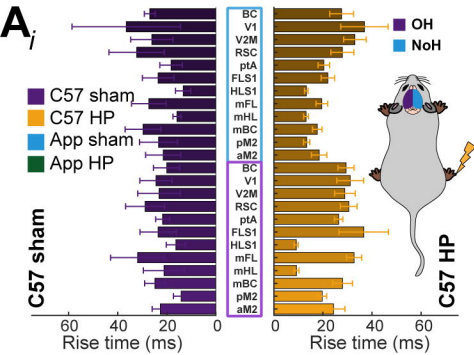 Ai
OH
NoH
C57 sham
C57 HP
App sham
App HP
C57 sham
BC
V1
V2M
RSC
ptA
FLS1
HLS1
mFL
mHL
mBC
pM2
aM2
BC
V1
V2M
RSC
ptA
FLS1
HLS1
mFL
mHL
mBC
pM2
aM2
C57 HP
60 40 20 0
0 20 40 60
Rise time (ms)
Rise time (ms)